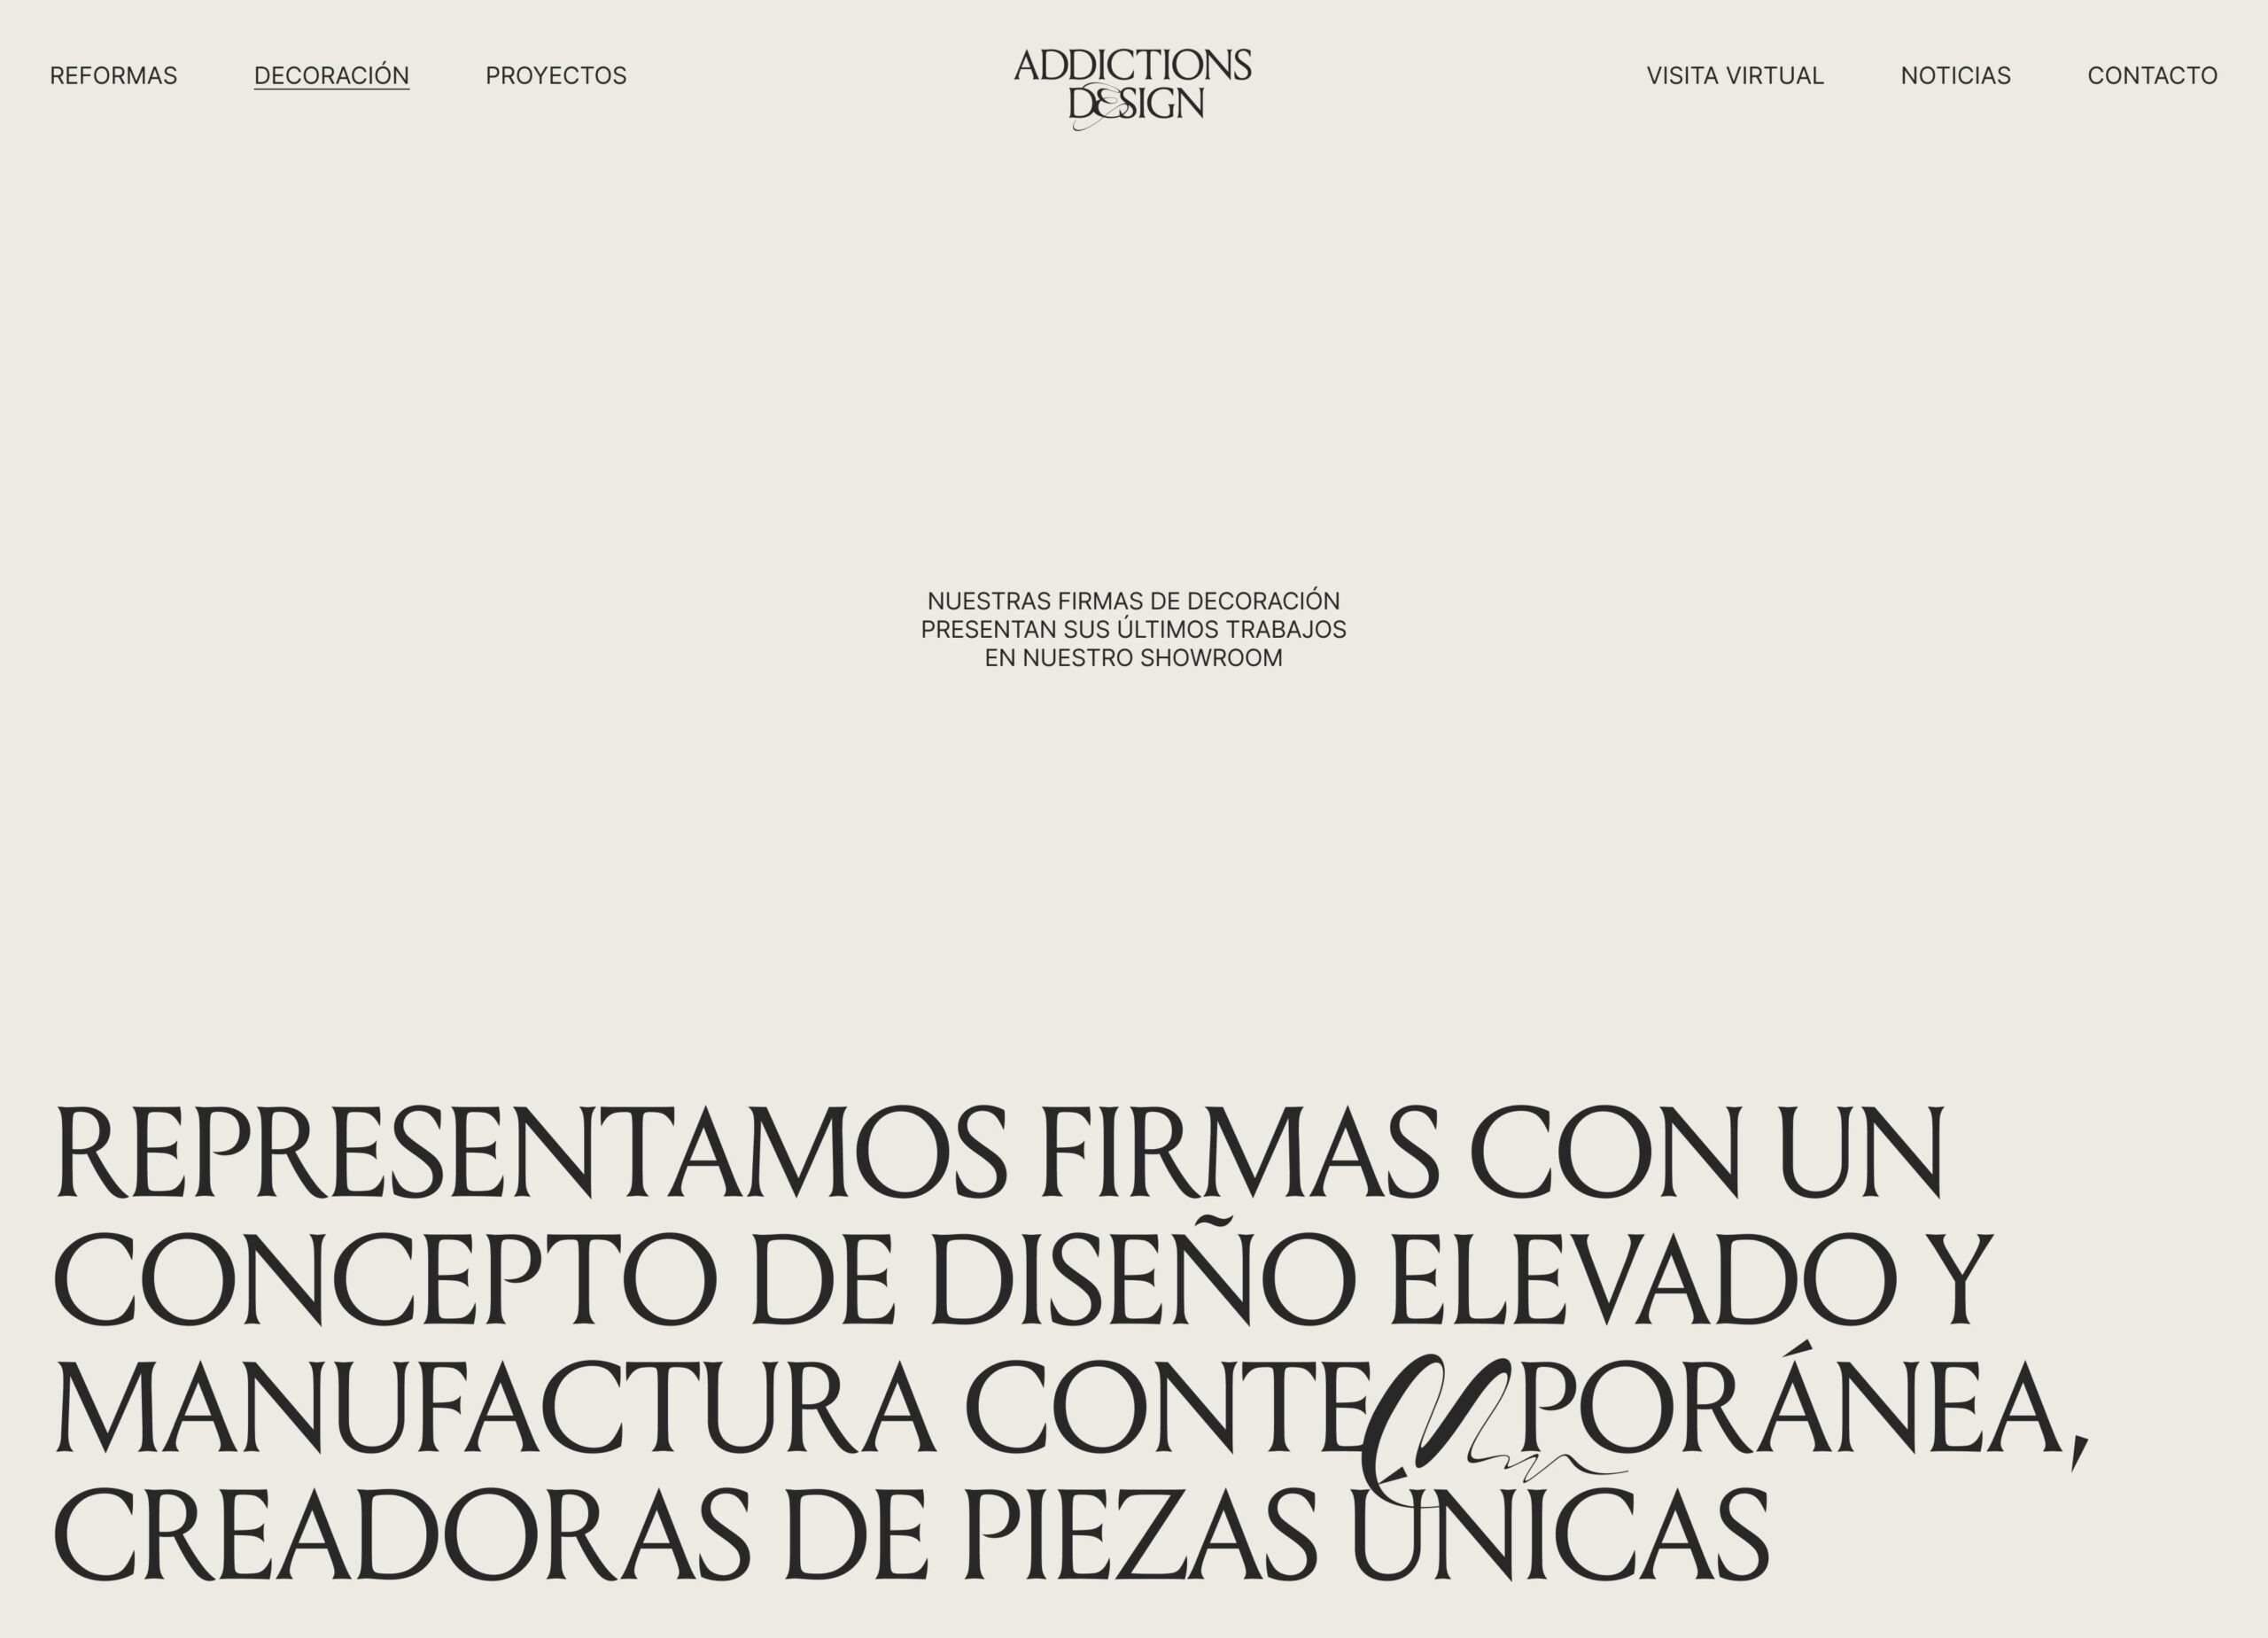 REFORMAS
DECORACIÓN
PROYECTOS
ADDICTIONS
DESIGN
VISITA VIRTUAL
NOTICIAS
CONTACTO
NUESTRAS FIRMAS DE DECORACIÓN
PRESENTAN SUS ÚLTIMOS TRABAJOS
EN NUESTRO SHOWROOM
REPRESENTAMOS FIRMAS CON UN
CONCEPTO DE DISEÑO ELEVADO Y
MANUFACTURA CONTEMPORÁNEA,
CREADORAS DE PIEZAS ÚNICAS